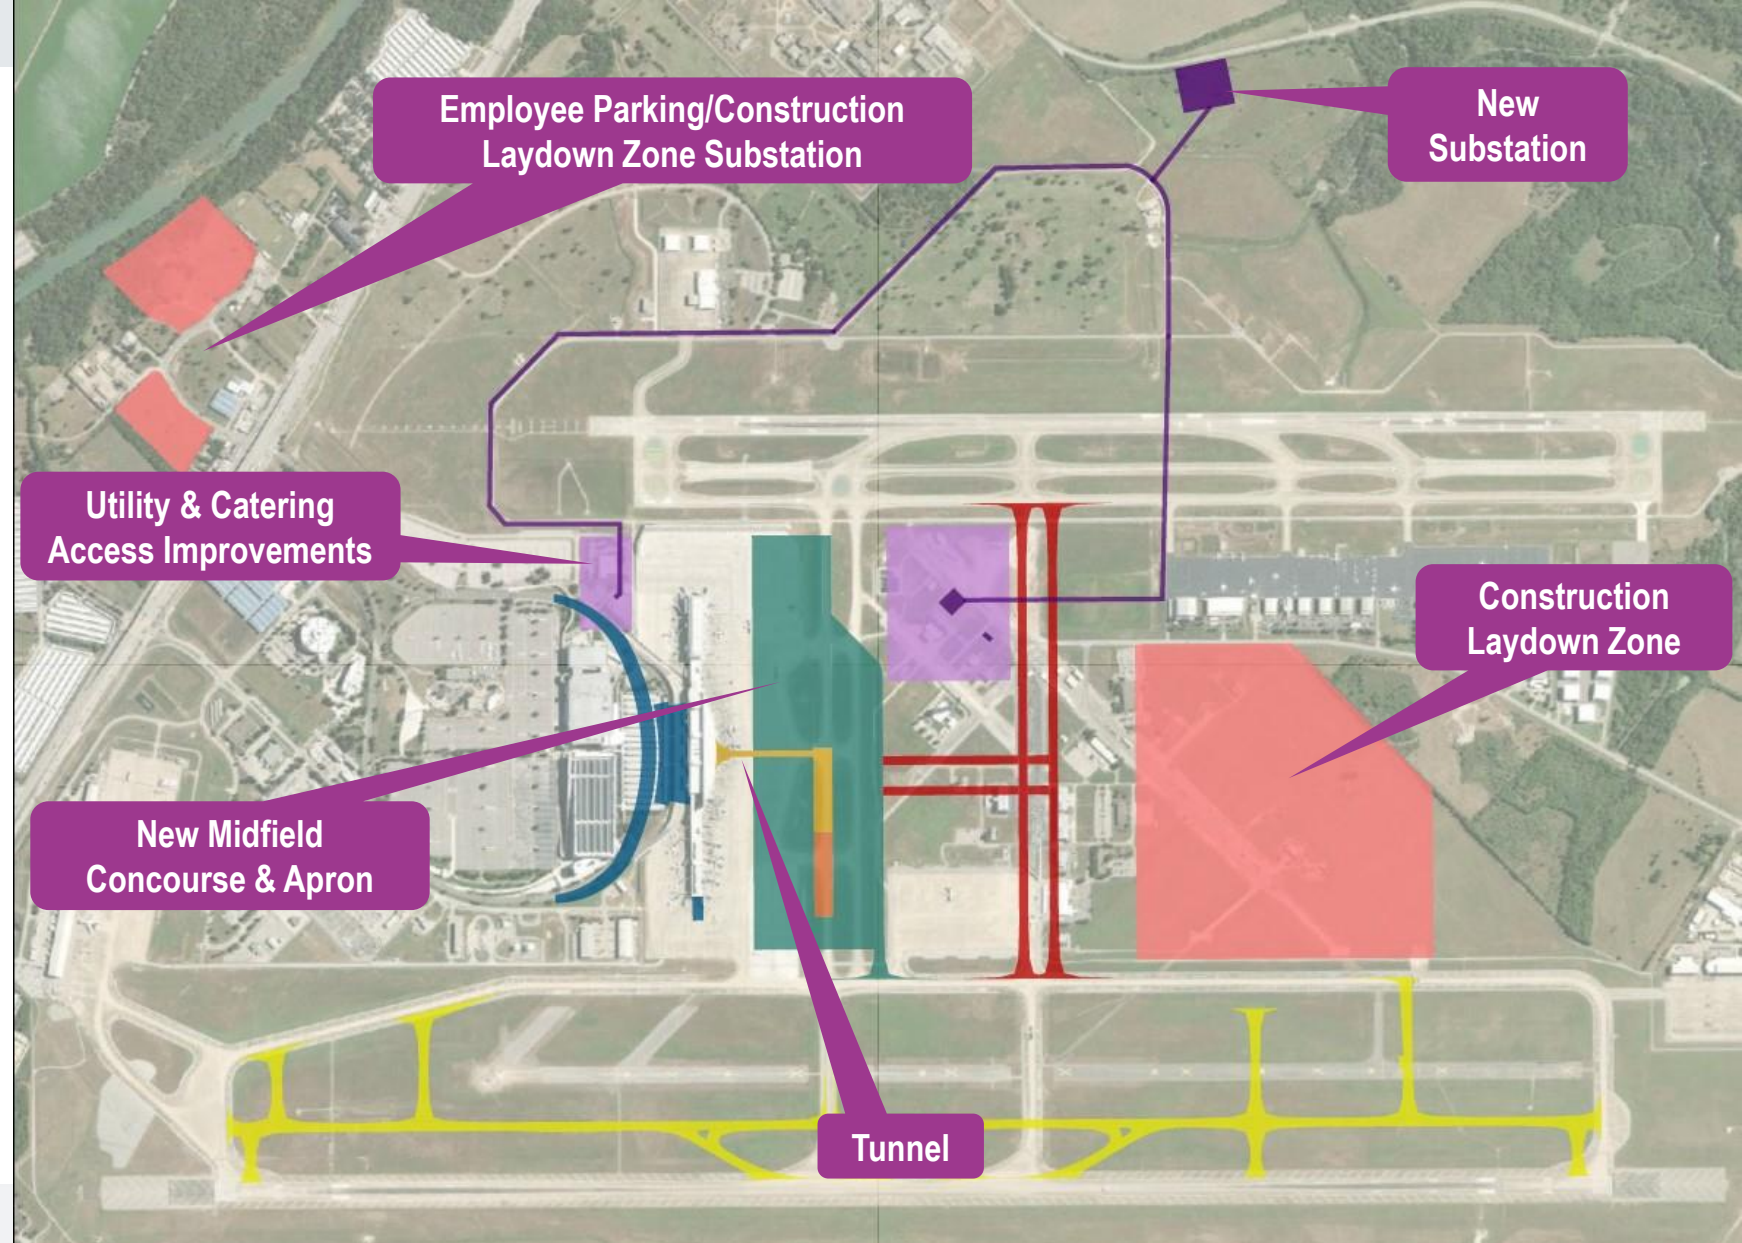 Employee Parking/Construction
Laydown Zone Substation
New
Substation
Utility & Catering
Access Improvements
Construction
Laydown Zone
New Midfield
Concourse & Apron
Tunnel